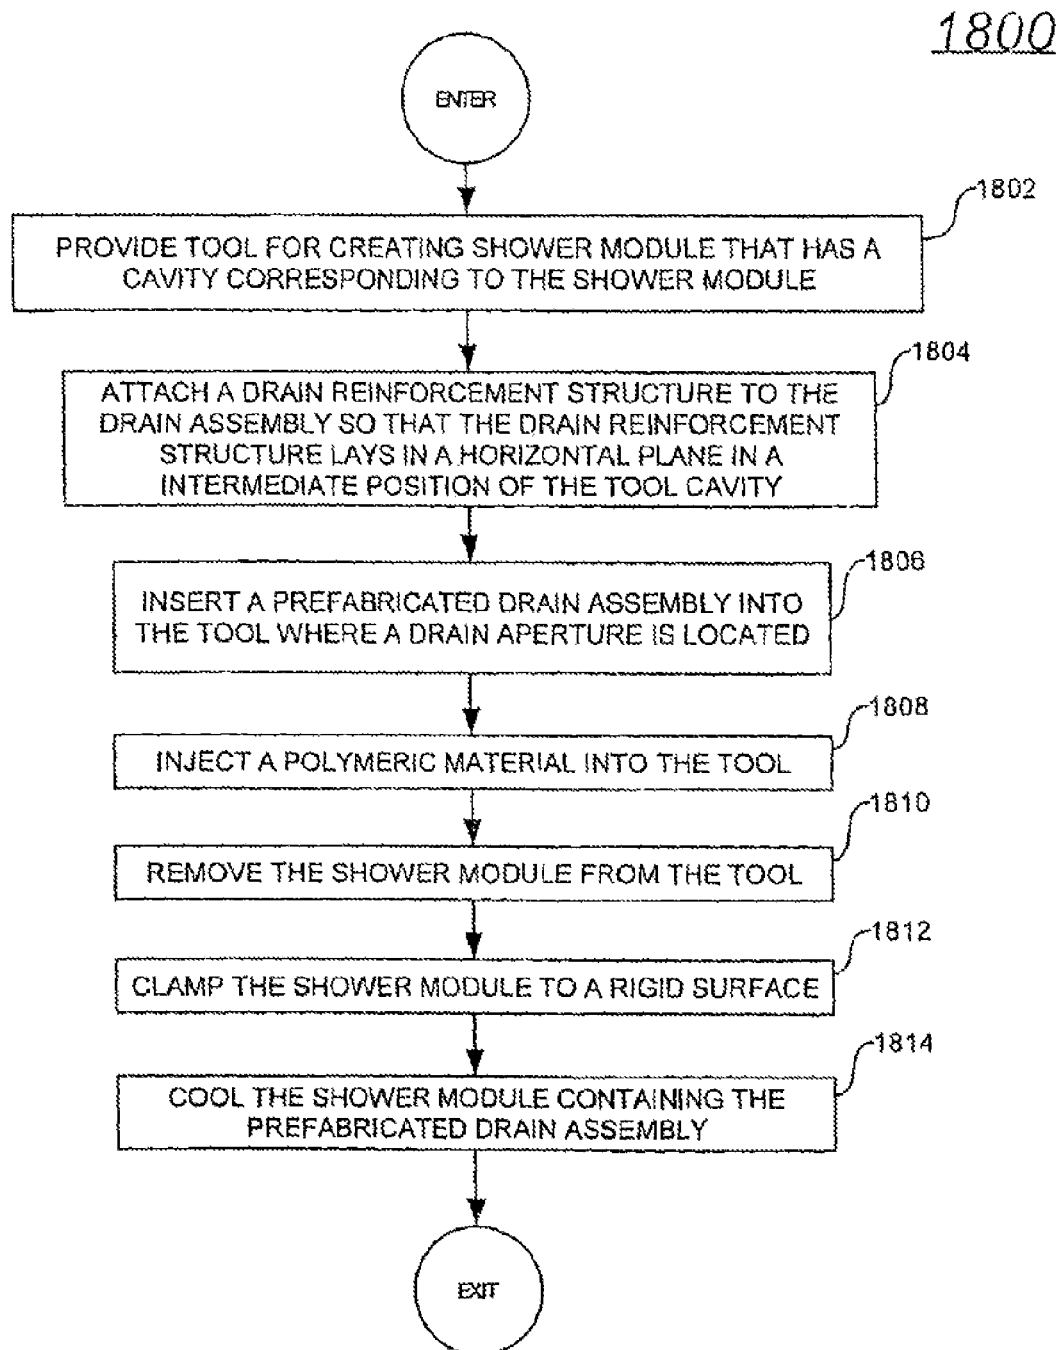 1800
ENTER
1802
PROVIDE TOOL FOR CREATING SHOWER MODULE THAT HAS A
CAVITY CORRESPONDING TO THE SHOWER MODULE
1804
ATTACH A DRAIN REINFORCEMENT STRUCTURE TO THE
DRAIN ASSEMBLY SO THAT THE DRAIN REINFORCEMENT
STRUCTURE LAYS IN A HORIZONTAL PLANE IN A
INTERMEDIATE POSITION OF THE TOOL CAVITY
1806
INSERT A PREFABRICATED DRAIN ASSEMBLY INTO
THE TOOL WHERE A DRAIN APERTURE IS LOCATED
1808
INJECT A POLYMERIC MATERIAL INTO THE TOOL
1810
REMOVE THE SHOWER MODULE FROM THE TOOL
1812
CLAMP THE SHOWER MODULE TO A RIGID SURFACE
1814
COOL THE SHOWER MODULE CONTAINING THE
PREFABRICATED DRAIN ASSEMBLY
EXIT